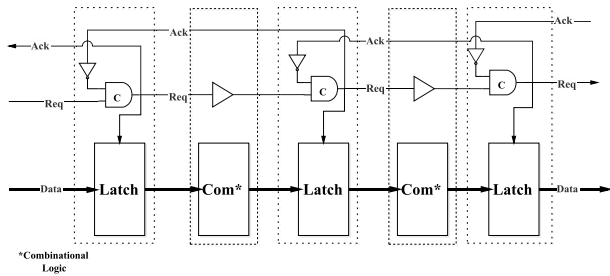 Ack
Ack
Ack
Ack
Req
C
Req
C
Req
C
Req
Data
Latch
Com*
Latch
Com*
Latch
Data
*Combinational
Logic